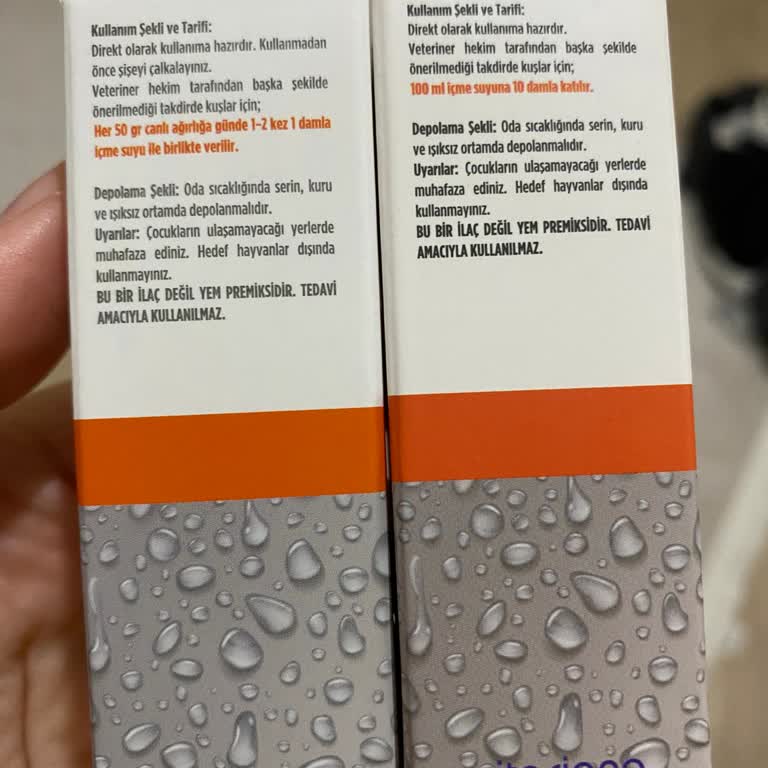 Kullanım Şekli ve Tarifi:
Direkt olarak kullanıma hazırdır. Kullanmadan
önce şişeyi çalkalayınız.
Veteriner hekim tarafından başka şekilde
önerilmediği takdirde kuşlar için;
Her 50 gr canlı ağırlığa günde 1-2 kez 1 damla
içme suyu ile birlikte verilir.
Depolama Şekli: Oda sıcaklığında serin, kuru
ve ışıksız ortamda depolanmalıdır.
Uyarılar: Çocukların ulaşamayacağı yerlerde
muhafaza ediniz. Hedef hayvanlar dışında
kullanmayınız.
BU BİR İLAÇ DEĞİL YEM PREMIKSİDİR. TEDAVİ
AMACIYLA KULLANILMAZ.
Kullanım Şekli ve Tarifi:
Direkt olarak kullanıma hazırdır.
Veteriner hekim tarafından başka şekilde
önerilmediği takdirde kuşlar için;
100 ml içme suyuna 10 damla katılır.
Depolama Şekli: Oda sıcaklığında serin, kuru
ve ışıksız ortamda depolanmalıdır.
Uyarılar: Çocukların ulaşamayacağı yerlerde
muhafaza ediniz. Hedef hayvanlar dışında
kullanmayınız.
BU BİR İLAÇ DEĞİL YEM PREMIKSİDİR. TEDAVİ
AMACIYLA KULLANILMAZ.